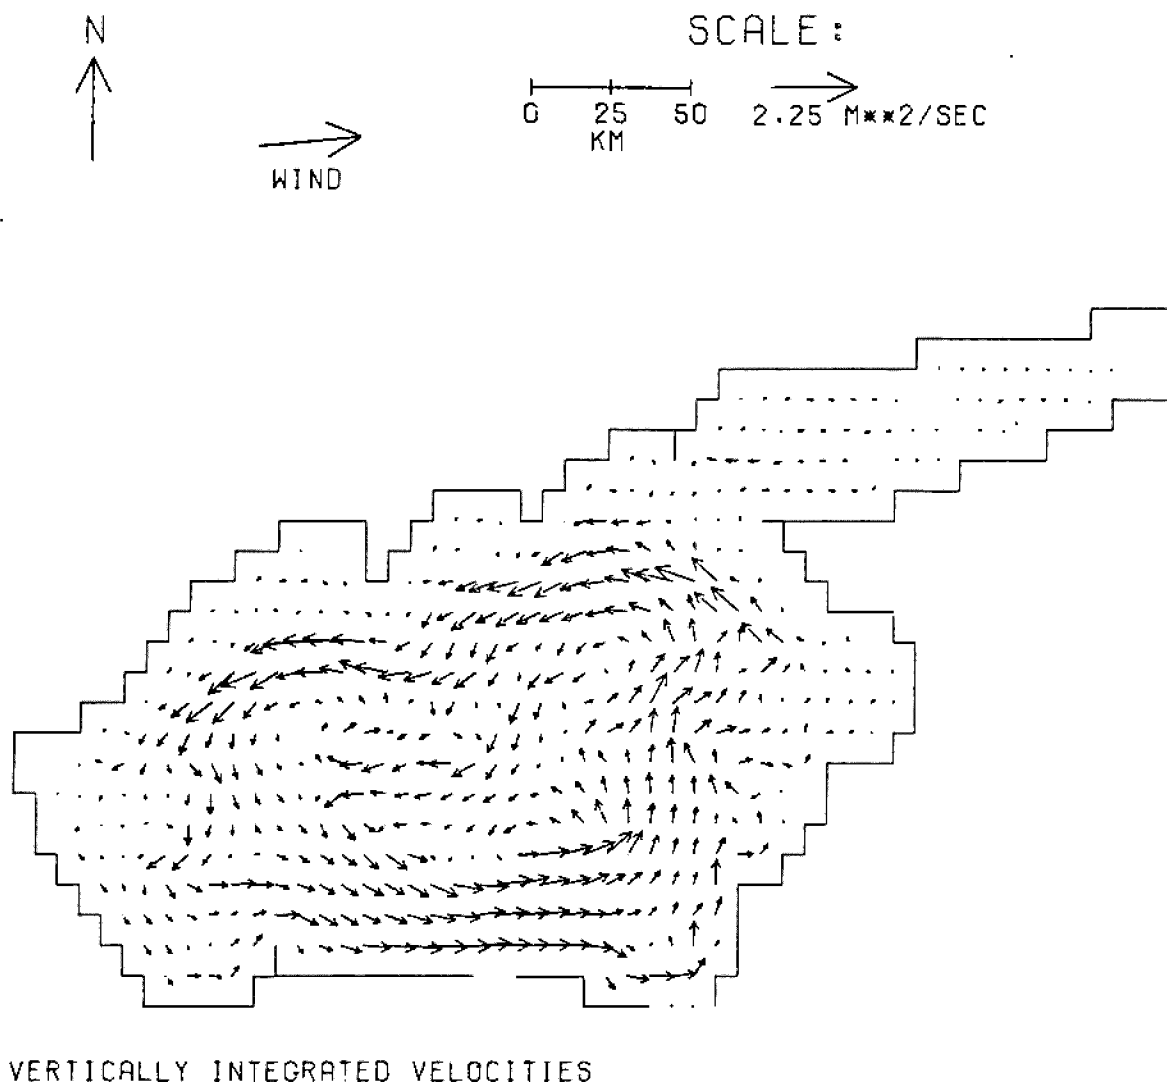 N
SCALE:
0 25 50
KM
2.25 M**2/SEC
WIND
VERTICALLY INTEGRATED VELOCITIES